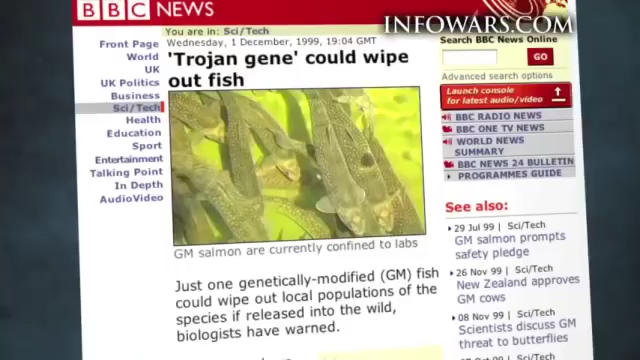 BBC NEWS
INFOWARS.COM
You are in: Sci/Tech
Wednesday, 1 December, 1999, 19:04 GMT
'Trojan gene' could wipe
out fish
GM salmon are currently confined to labs
Just one genetically-modified (GM) fish
could wipe out local populations of the
species if released into the wild,
biologists have warned.
Front Page
World
UK
UK Politics
Business
Sci/Tech
Health
Education
Sport
Entertainment
Talking Point
In Depth
AudioVideo
Search BBC News Online
GO
Advanced search options
Launch console
for latest audio/video
BBC RADIO NEWS
BBC ONE TV NEWS
WORLD NEWS
SUMMARY
BBC NEWS 24 BULLETIN
PROGRAMMES GUIDE
See also:
29 Jul 99 | Sci/Tech
GM salmon prompts
safety pledge
26 Nov 99 | Sci/Tech
New Zealand approves
GM cows
08 Nov 99 | Sci/Tech
Scientists discuss GM
threat to butterflies